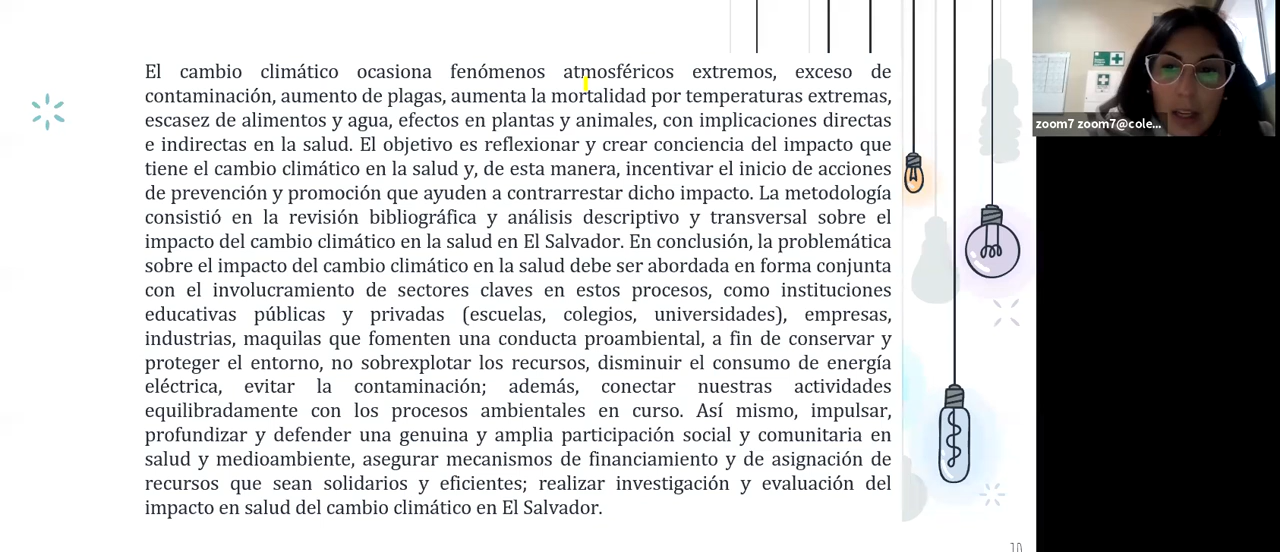 El cambio climático ocasiona fenómenos atmosféricos extremos, exceso de
contaminación, aumento de plagas, aumenta la mortalidad por temperaturas extremas,
escasez de alimentos y agua, efectos en plantas y animales, con implicaciones directas
e indirectas en la salud. El objetivo es reflexionar y crear conciencia del impacto que
tiene el cambio climático en la salud y, de esta manera, incentivar el inicio de acciones
de prevención y promoción que ayuden a contrarrestar dicho impacto. La metodología
consistió en la revisión bibliográfica y análisis descriptivo y transversal sobre el
impacto del cambio climático en la salud en El Salvador. En conclusión, la problemática
sobre el impacto del cambio climático en la salud debe ser abordada en forma conjunta
con el involucramiento de sectores claves en estos procesos, como instituciones
educativas públicas y privadas (escuelas, colegios, universidades), empresas,
industrias, maquilas que fomenten una conducta proambiental, a fin de conservar y
proteger el entorno, no sobrexplotar los recursos, disminuir el consumo de energía
eléctrica, evitar la contaminación; además, conectar nuestras actividades
equilibradamente con los procesos ambientales en curso. Así mismo, impulsar,
profundizar y defender una genuina y amplia participación social y comunitaria en
salud y medioambiente, asegurar mecanismos de financiamiento y de asignación de
recursos que sean solidarios y eficientes; realizar investigación y evaluación del
impacto en salud del cambio climático en El Salvador.
zoom7 zoom7@cole...